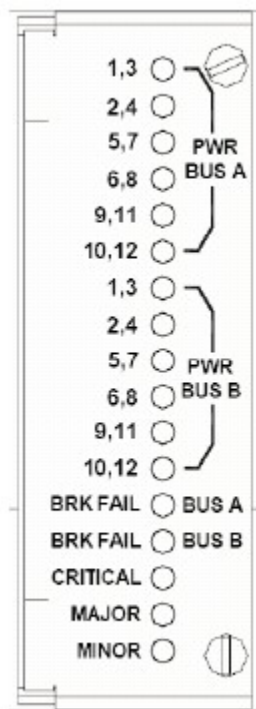 1,3
2,4
5,7
PWR
BUS A
6,8
9,11
10,12
1,3
2,4
5,7
PWR
BUS B
6,8
9,11
10,12
BRK FAIL BUS A
BRK FAIL BUS B
CRITICAL
MAJOR
MINOR